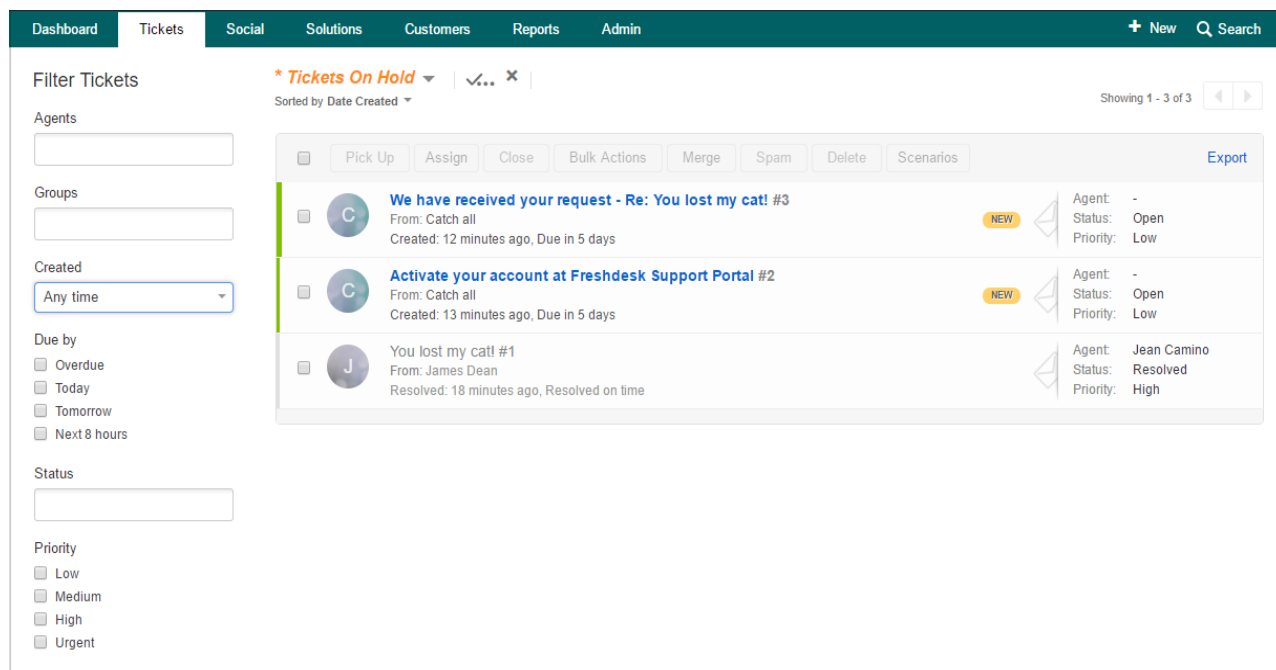 Dashboard Tickets Social Solutions Customers Reports Admin + New Search
Filter Tickets
Agents
Groups
Created
Any time
Due by
Overdue
Today
Tomorrow
Next 8 hours
Status
Priority
Low
Medium
High
Urgent
* Tickets On Hold
Sorted by Date Created
Showing 1 - 3 of 3
Pick Up Assign Close Bulk Actions Merge Spam Delete Scenarios Export
C
We have received your request - Re: You lost my cat! #3
From: Catch all
Created: 12 minutes ago, Due in 5 days
NEW
Agent: -
Status: Open
Priority: Low
C
Activate your account at Freshdesk Support Portal #2
From: Catch all
Created: 13 minutes ago, Due in 5 days
NEW
Agent: -
Status: Open
Priority: Low
J
You lost my cat! #1
From: James Dean
Resolved: 18 minutes ago, Resolved on time
Agent: Jean Camino
Status: Resolved
Priority: High